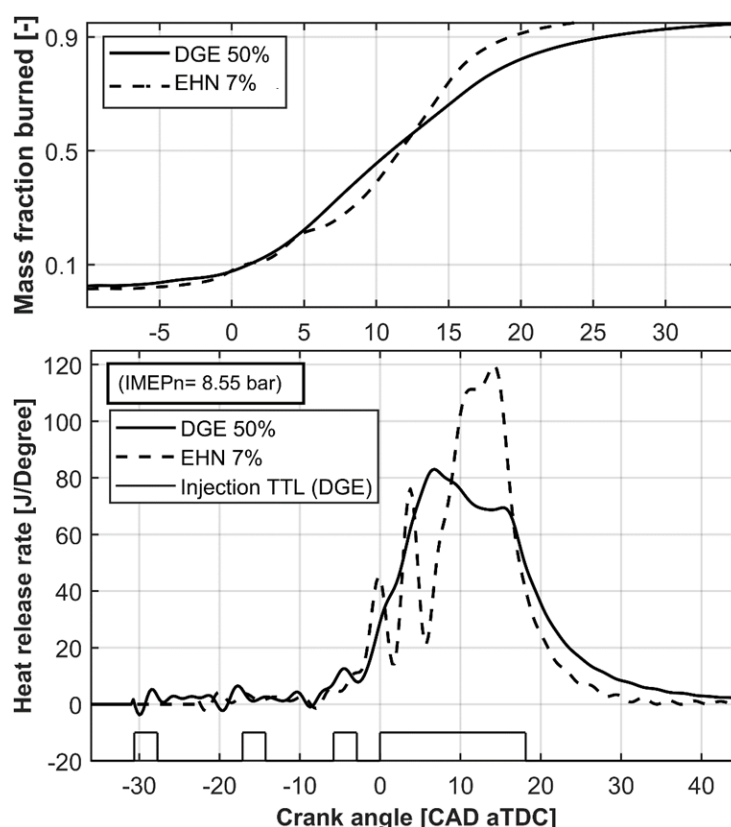 Mass fraction burned [-]
0.9
0.5
0.1
DGE 50%
EHN 7%
-5 0 5 10 15 20 25 30
Heat release rate [J/Degree]
120
100
80
60
40
20
0
-20
(IMEPn= 8.55 bar)
DGE 50%
EHN 7%
Injection TTL (DGE)
-30 -20 -10 0 10 20 30 40
Crank angle [CAD aTDC]